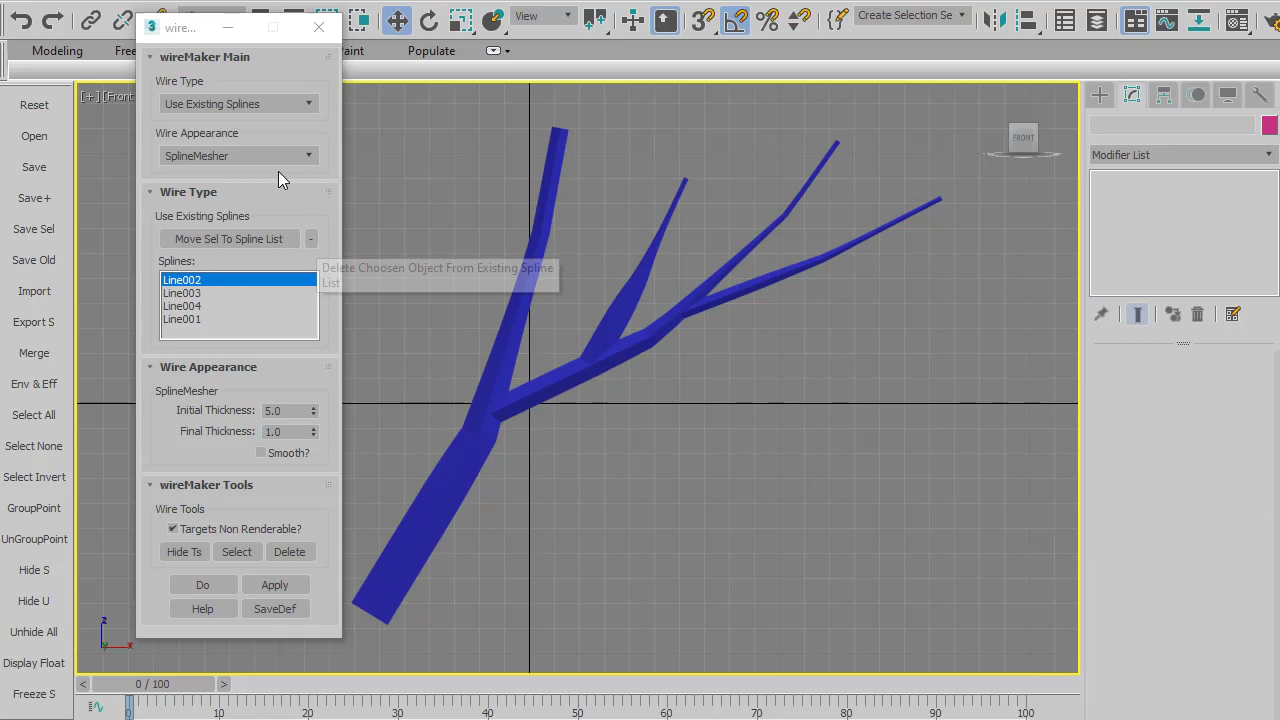 View
Create Selection Se
wire...
Modeling
Free
Paint
wireMaker Main
Wire Type
Use Existing Splines
Wire Appearance
SplineMesher
Wire Type
Use Existing Splines
Move Sel To Spline List
-
Splines:
Line002
Line003
Line004
Line001
Delete Choosen Object From Existing Spline
List
Wire Appearance
SplineMesher
Initial Thickness: 5.0
Final Thickness: 1.0
Smooth?
wireMaker Tools
Wire Tools
Targets Non Renderable?
Hide Ts Select Delete
Do Apply
Help SaveDef
Reset
Open
Save
Save+
Save Sel
Save Old
Import
Export S
Merge
Env & Eff
Select All
Select None
Select Invert
GroupPoint
UnGroupPoint
Hide S
Hide U
Unhide All
Display Float
Freeze S
[+] [Front
FRONT
z
y x
Modifier List
< 0 / 100 >
0 10 20 30 40 50 60 70 80 90 100